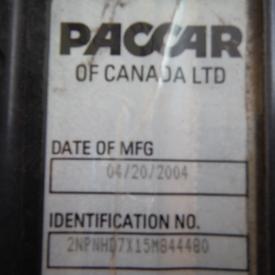 PACCAR
OF CANADA LTD
DATE OF MFG
04/20/2004
IDENTIFICATION NO.
2NPNHD7X15M844480